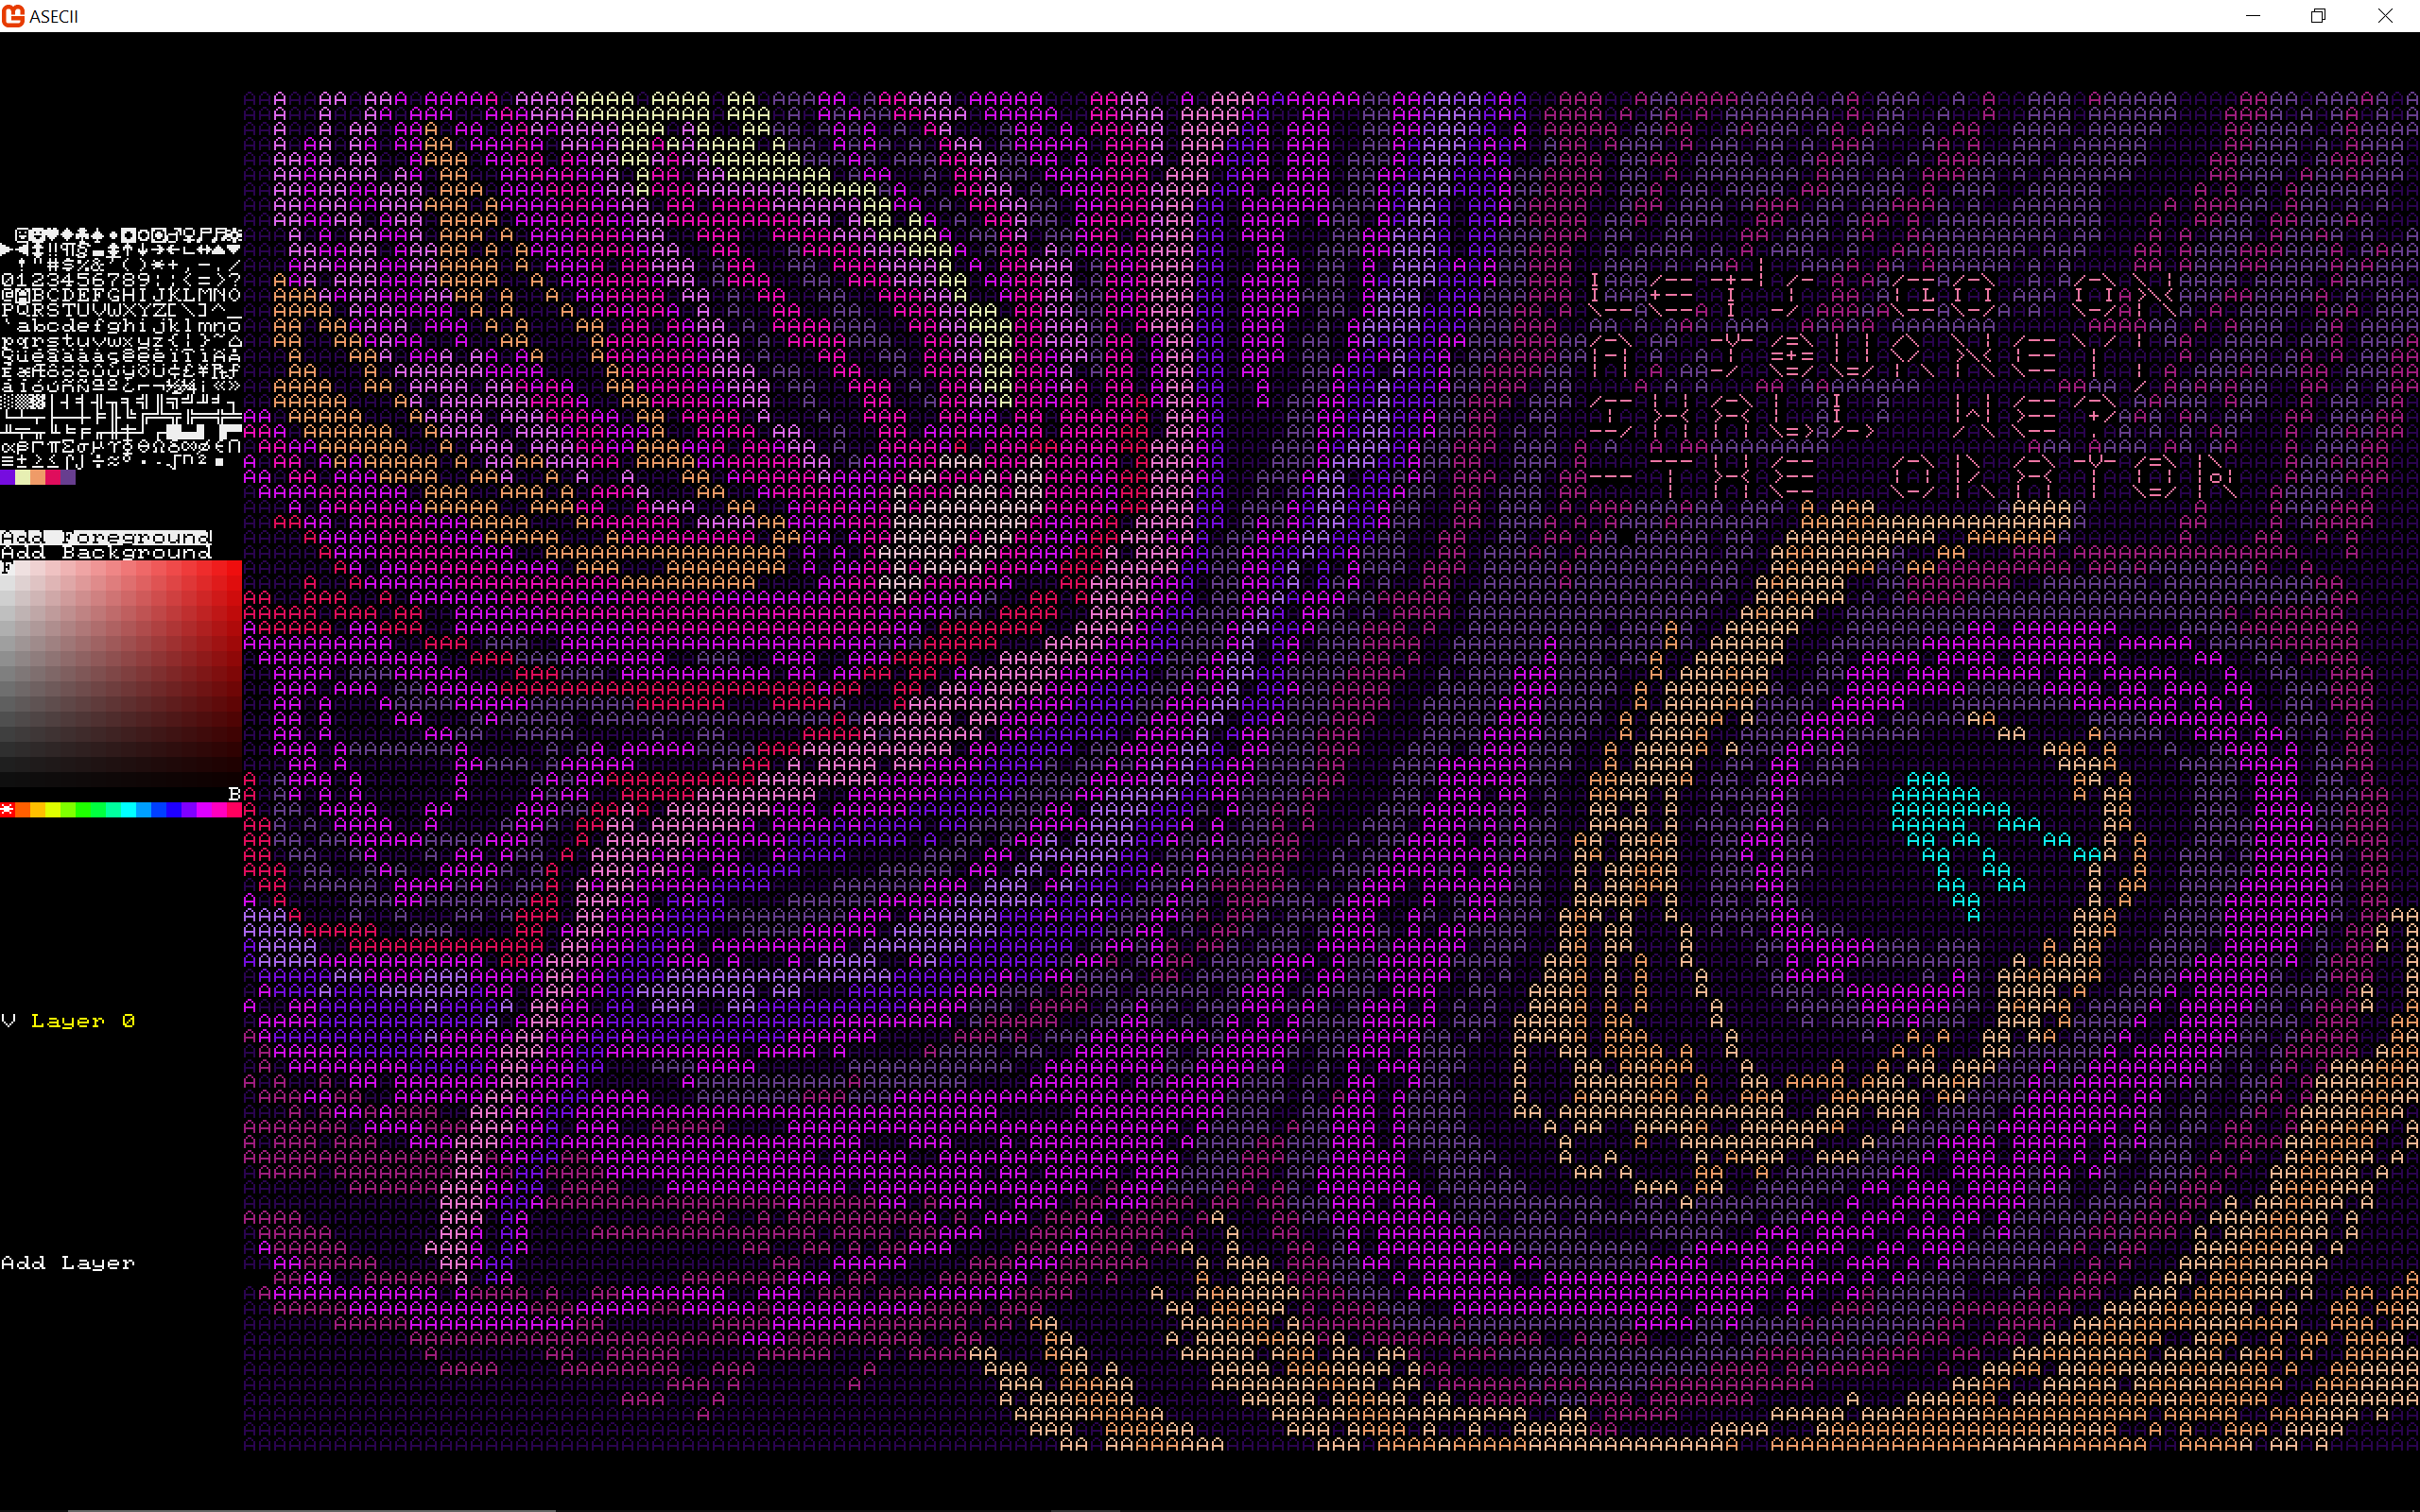 ASECII
!"#$%&'()*+,-./
0123456789:;<=>?
@ABCDEFGHIJKLMNO
PQRSTUVWXYZ[\]^_
`abcdefghijklmno
pqrstuvwxyz{|}~⌂
Add Foreground
Add Background
F
B
V Layer 0
Add Layer
LET'S GO ON
A JOURNEY,
SHALL WE?
-- THE ORATOR